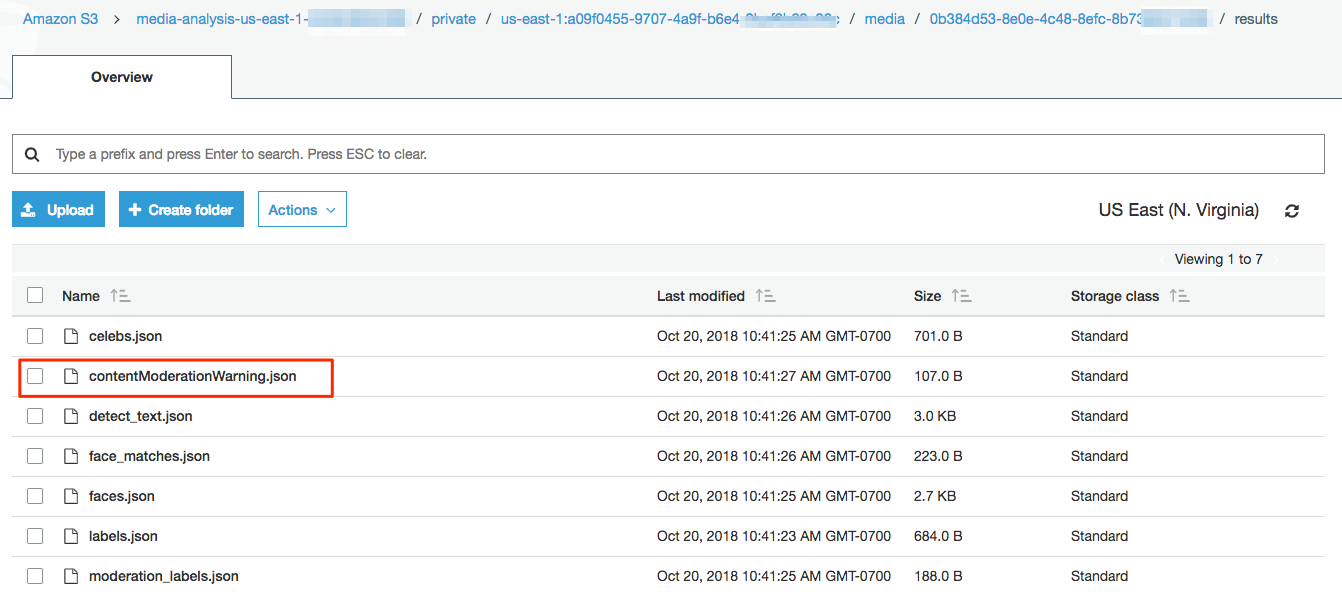 Amazon S3 > media-analysis-us-east-1- / private / us-east-1:a09f0455-9707-4a9f-b6e4- / media / 0b384d53-8e0e-4c48-8efc-8b73 / results
Overview
Type a prefix and press Enter to search. Press ESC to clear.
Upload + Create folder Actions US East (N. Virginia)
Viewing 1 to 7
Name Last modified Size Storage class
celebs.json Oct 20, 2018 10:41:25 AM GMT-0700 701.0 B Standard
contentModerationWarning.json Oct 20, 2018 10:41:27 AM GMT-0700 107.0 B Standard
detect_text.json Oct 20, 2018 10:41:26 AM GMT-0700 3.0 KB Standard
face_matches.json Oct 20, 2018 10:41:26 AM GMT-0700 223.0 B Standard
faces.json Oct 20, 2018 10:41:25 AM GMT-0700 2.7 KB Standard
labels.json Oct 20, 2018 10:41:23 AM GMT-0700 684.0 B Standard
moderation_labels.json Oct 20, 2018 10:41:25 AM GMT-0700 188.0 B Standard